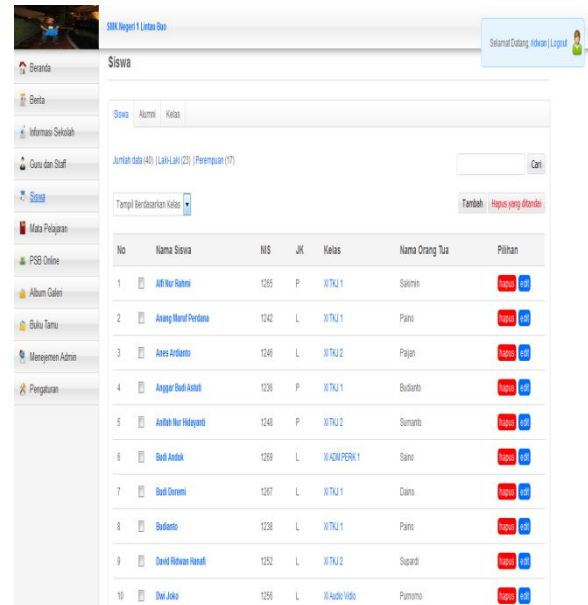 SMK Negeri 1 Lintau Buo
Selamat Datang, ridwan | Logout
Beranda
Berita
Informasi Sekolah
Guru dan Staff
Siswa
Mata Pelajaran
PSB Online
Album Galeri
Buku Tamu
Menejemen Admin
Pengaturan
Siswa
Siswa Alumni Kelas
Jumlah data (40) | Laki-Laki (23) | Perempuan (17)
Cari
Tampil Berdasarkan Kelas
Tambah Hapus yang ditandai
No Nama Siswa NIS JK Kelas Nama Orang Tua Pilihan
1 Alfi Nur Rahmi 1265 P XI TKJ 1 Sakimin hapus edit
2 Anang Maruf Perdana 1242 L XI TKJ 1 Paino hapus edit
3 Anes Ardianto 1246 L XI TKJ 2 Paijan hapus edit
4 Anggar Budi Astuti 1236 P XI TKJ 1 Budianto hapus edit
5 Anifah Nur Hidayanti 1248 P XI TKJ 2 Sumanto hapus edit
6 Badi Anduk 1269 L XI ADM PERK 1 Saino hapus edit
7 Budi Doremi 1267 L XI TKJ 1 Daino hapus edit
8 Budianto 1238 L XI TKJ 1 Paino hapus edit
9 David Ridwan Hanafi 1252 L XI TKJ 2 Supardi hapus edit
10 Dwi Joko 1256 L XI Audio Vidio Purnomo hapus edit